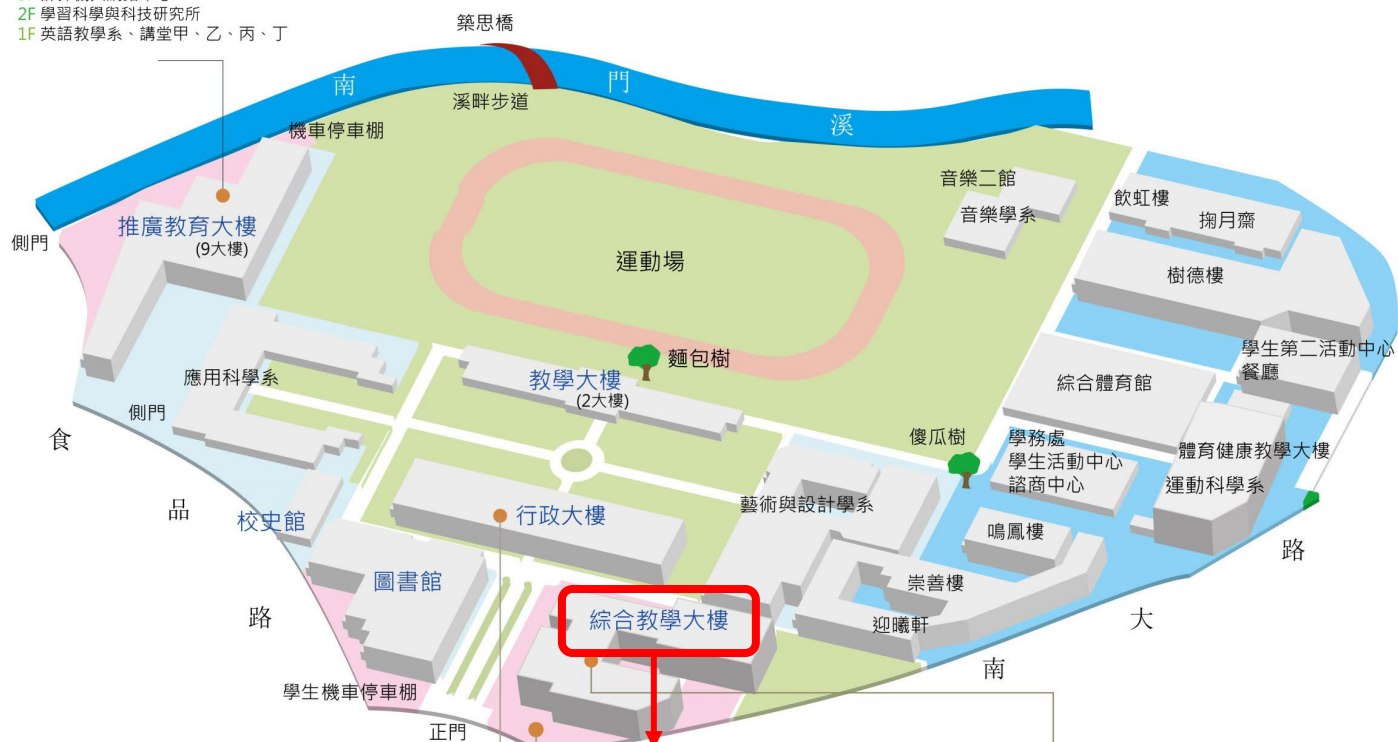 2F 學習科學與科技研究所
1F 英語教學系、講堂甲、乙、丙、丁
築思橋
南 門 溪
溪畔步道
機車停車棚
側門
推廣教育大樓
(9大樓)
運動場
音樂二館
音樂學系
飲虹樓
掬月齋
樹德樓
學生第二活動中心
餐廳
應用科學系
側門
教學大樓
(2大樓)
麵包樹
綜合體育館
傻瓜樹
學務處
學生活動中心
諮商中心
體育健康教學大樓
運動科學系
食 品 路
校史館
行政大樓
藝術與設計學系
鳴鳳樓
圖書館
綜合教學大樓
崇善樓
迎曦軒
南 大 路
學生機車停車棚
正門